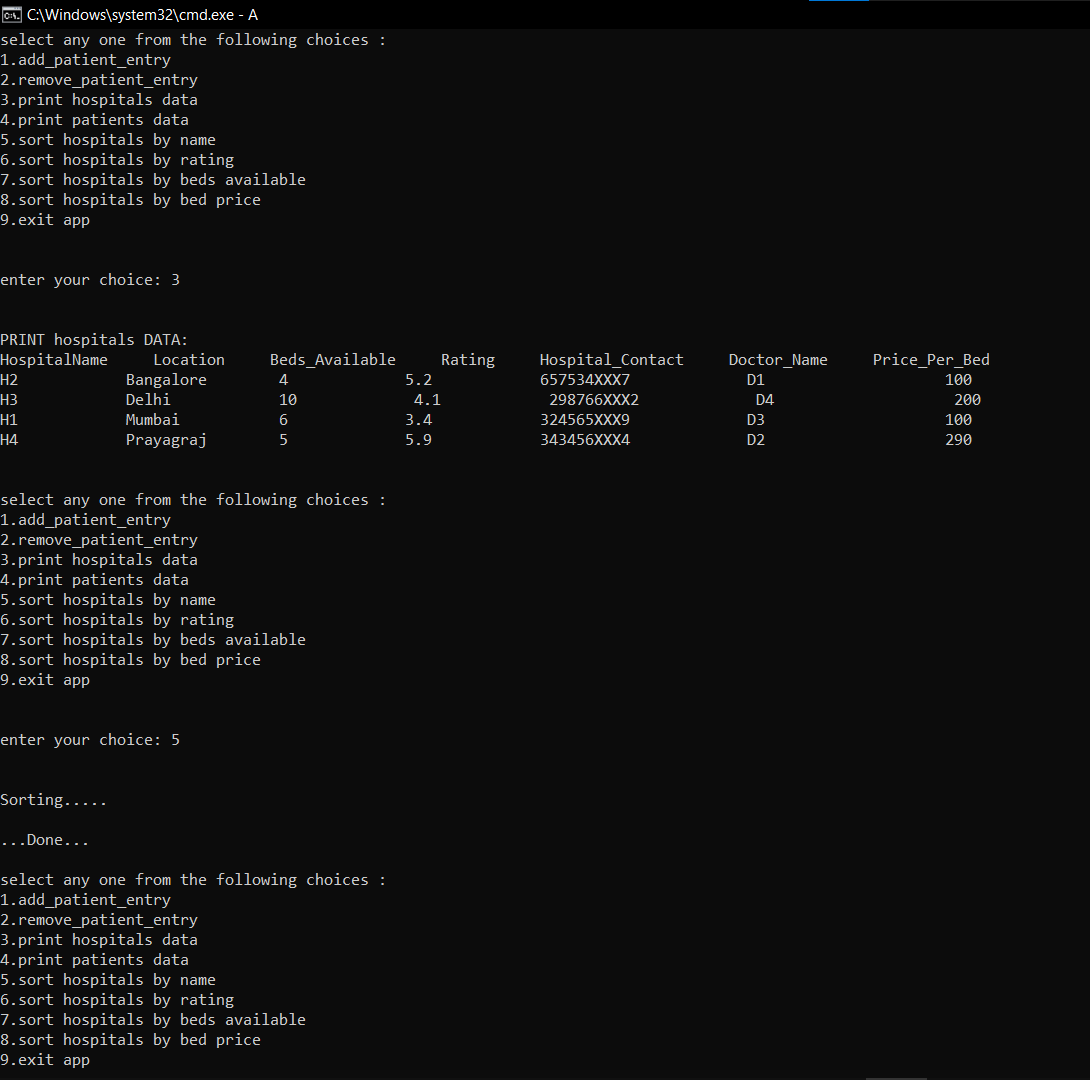 C:\Windows\system32\cmd.exe - A
select any one from the following choices :
1.add_patient_entry
2.remove_patient_entry
3.print hospitals data
4.print patients data
5.sort hospitals by name
6.sort hospitals by rating
7.sort hospitals by beds available
8.sort hospitals by bed price
9.exit app
enter your choice: 3
PRINT hospitals DATA:
HospitalName     Location     Beds_Available     Rating     Hospital_Contact     Doctor_Name     Price_Per_Bed
H2            Bangalore        4             5.2            657534XXX7             D1                    100
H3            Delhi            10             4.1            298766XXX2             D4                    200
H1            Mumbai           6             3.4            324565XXX9             D3                    100
H4            Prayagraj        5             5.9            343456XXX4             D2                    290
select any one from the following choices :
1.add_patient_entry
2.remove_patient_entry
3.print hospitals data
4.print patients data
5.sort hospitals by name
6.sort hospitals by rating
7.sort hospitals by beds available
8.sort hospitals by bed price
9.exit app
enter your choice: 5
Sorting.....
...Done...
select any one from the following choices :
1.add_patient_entry
2.remove_patient_entry
3.print hospitals data
4.print patients data
5.sort hospitals by name
6.sort hospitals by rating
7.sort hospitals by beds available
8.sort hospitals by bed price
9.exit app